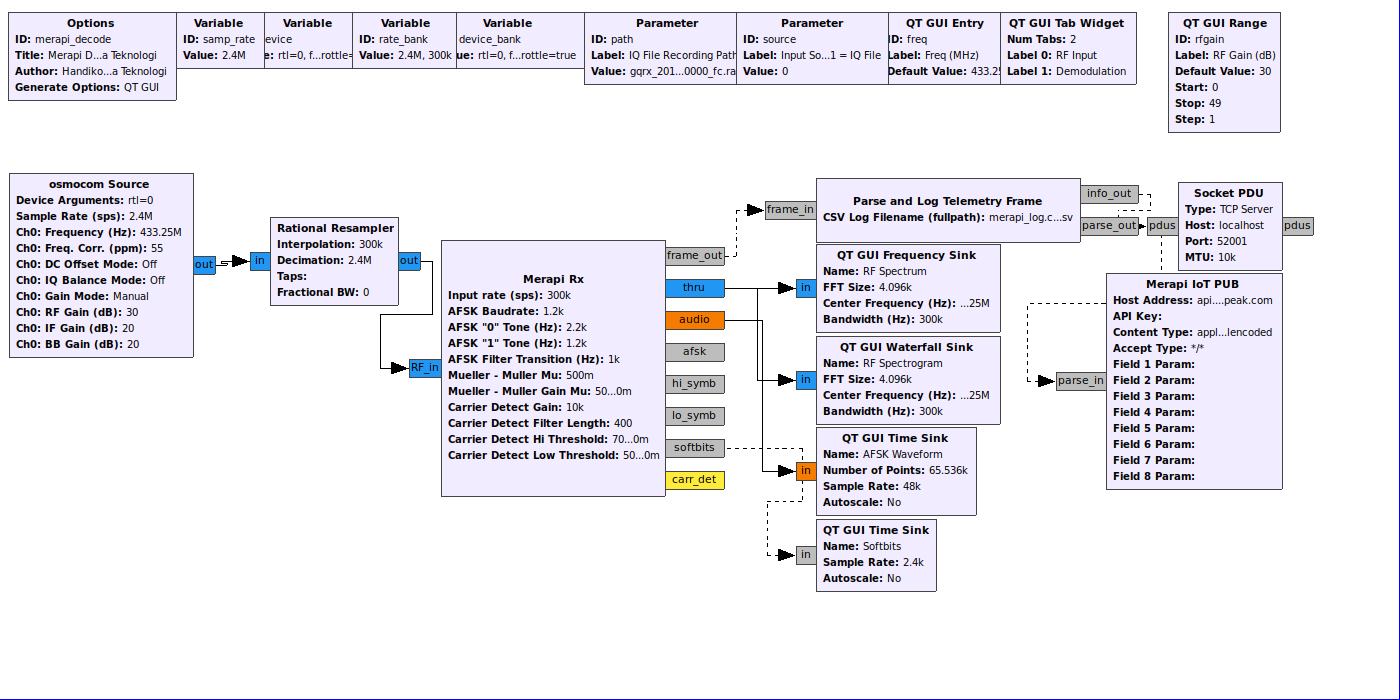 Options
ID: merapi_decode
Title: Merapi D...a Teknologi
Author: Handiko...a Teknologi
Generate Options: QT GUI
Variable
ID: samp_rate
Value: 2.4M
Variable
evice
e: rtl=0, f...rottle=
Variable
ID: rate_bank
Value: 2.4M, 300k
Variable
device_bank
ue: rtl=0, f...rottle=true
Parameter
ID: path
Label: IQ File Recording Path
Value: gqrx_201...0000_fc.ra
Parameter
ID: source
Label: Input So...1 = IQ File
Value: 0
QT GUI Entry
ID: freq
Label: Freq (MHz)
Default Value: 433.25
QT GUI Tab Widget
Num Tabs: 2
Label 0: RF Input
Label 1: Demodulation
QT GUI Range
ID: rfgain
Label: RF Gain (dB)
Default Value: 30
Start: 0
Stop: 49
Step: 1
osmocom Source
Device Arguments: rtl=0
Sample Rate (sps): 2.4M
Ch0: Frequency (Hz): 433.25M
Ch0: Freq. Corr. (ppm): 55
Ch0: DC Offset Mode: Off
Ch0: IQ Balance Mode: Off
Ch0: Gain Mode: Manual
Ch0: RF Gain (dB): 30
Ch0: IF Gain (dB): 20
Ch0: BB Gain (dB): 20
out
in
Rational Resampler
Interpolation: 300k
Decimation: 2.4M
Taps:
Fractional BW: 0
out
RF_in
Merapi Rx
Input rate (sps): 300k
AFSK Baudrate: 1.2k
AFSK "0" Tone (Hz): 2.2k
AFSK "1" Tone (Hz): 1.2k
AFSK Filter Transition (Hz): 1k
Mueller - Muller Mu: 500m
Mueller - Muller Gain Mu: 50...0m
Carrier Detect Gain: 10k
Carrier Detect Filter Length: 400
Carrier Detect Hi Threshold: 70...0m
Carrier Detect Low Threshold: 50...0m
frame_out
thru
audio
afsk
hi_symb
lo_symb
softbits
carr_det
frame_in
Parse and Log Telemetry Frame
CSV Log Filename (fullpath): merapi_log.c...sv
info_out
parse_out
pdus
Socket PDU
Type: TCP Server
Host: localhost
Port: 52001
MTU: 10k
pdus
in
QT GUI Frequency Sink
Name: RF Spectrum
FFT Size: 4.096k
Center Frequency (Hz): ...25M
Bandwidth (Hz): 300k
in
QT GUI Waterfall Sink
Name: RF Spectrogram
FFT Size: 4.096k
Center Frequency (Hz): ...25M
Bandwidth (Hz): 300k
in
QT GUI Time Sink
Name: AFSK Waveform
Number of Points: 65.536k
Sample Rate: 48k
Autoscale: No
in
QT GUI Time Sink
Name: Softbits
Sample Rate: 2.4k
Autoscale: No
parse_in
Merapi IoT PUB
Host Address: api....peak.com
API Key:
Content Type: appl...lencoded
Accept Type: */*
Field 1 Param:
Field 2 Param:
Field 3 Param:
Field 4 Param:
Field 5 Param:
Field 6 Param:
Field 7 Param:
Field 8 Param: